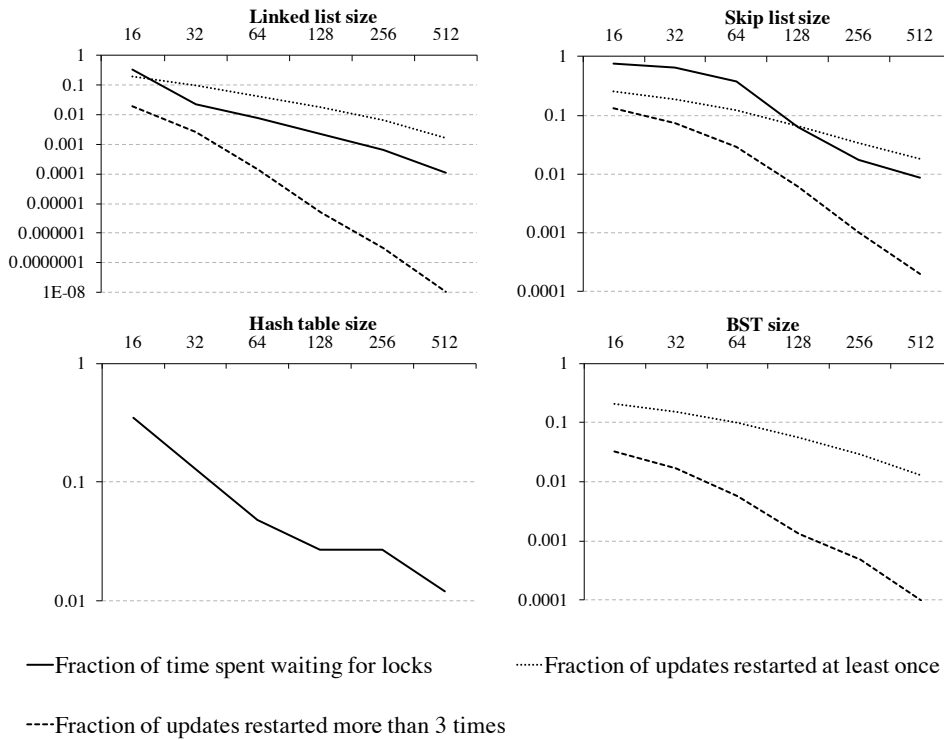 Linked list size
16 32 64 128 256 512
1
0.1
0.01
0.001
0.0001
0.00001
0.000001
0.0000001
1E-08
Skip list size
16 32 64 128 256 512
1
0.1
0.01
0.001
0.0001
Hash table size
16 32 64 128 256 512
1
0.1
0.01
BST size
16 32 64 128 256 512
1
0.1
0.01
0.001
0.0001
Fraction of time spent waiting for locks
Fraction of updates restarted at least once
Fraction of updates restarted more than 3 times